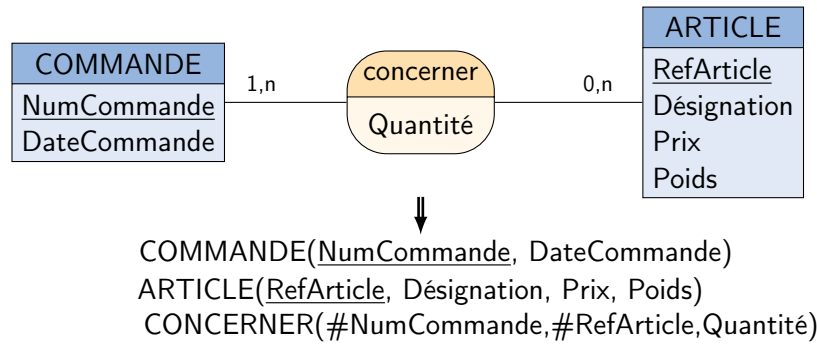 COMMANDE
NumCommande
DateCommande
1,n
concerner
Quantité
0,n
ARTICLE
RefArticle
Désignation
Prix
Poids
COMMANDE(NumCommande, DateCommande)
ARTICLE(RefArticle, Désignation, Prix, Poids)
CONCERNER(#NumCommande,#RefArticle,Quantité)